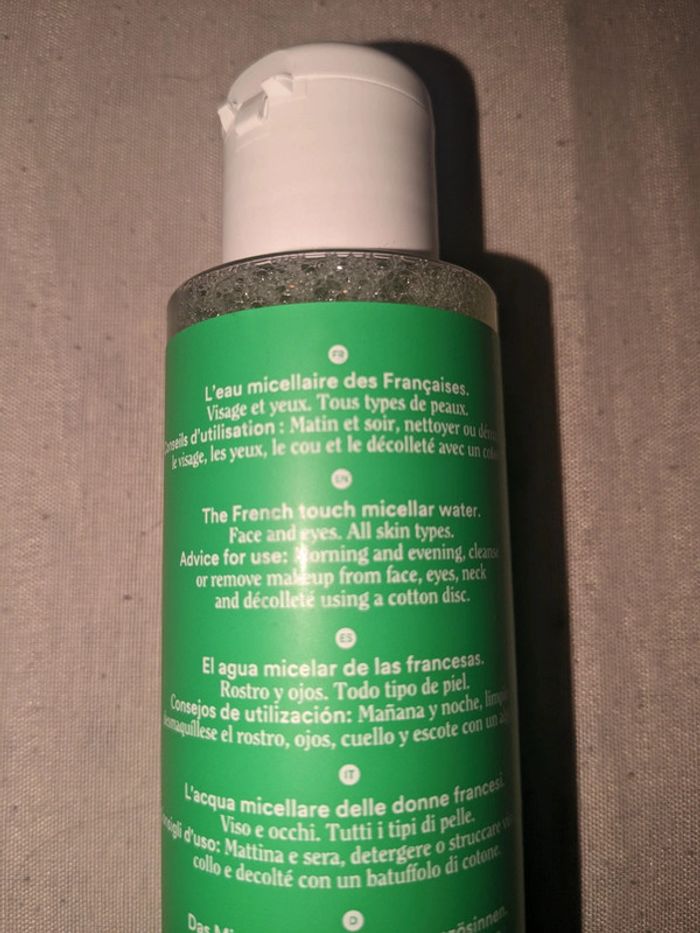 FR
L'eau micellaire des Françaises.
Visage et yeux. Tous types de peaux.
Conseils d'utilisation : Matin et soir, nettoyer ou
le visage, les yeux, le cou et le décolleté avec un
EN
The French touch micellar water.
Face and eyes. All skin types.
Advice for use: Morning and evening, cleanse
or remove makeup from face, eyes, neck
and décolleté using a cotton disc.
ES
El agua micelar de las francesas.
Rostro y ojos. Todo tipo de piel.
Consejos de utilización: Mañana y noche,
el rostro, ojos, cuello y escote con un
IT
L'acqua micellare delle donne francesi.
Viso e occhi. Tutti i tipi di pelle.
Consigli d'uso: Mattina e sera, detergere o struccare
collo e decolté con un batuffolo di cotone.
D
Das